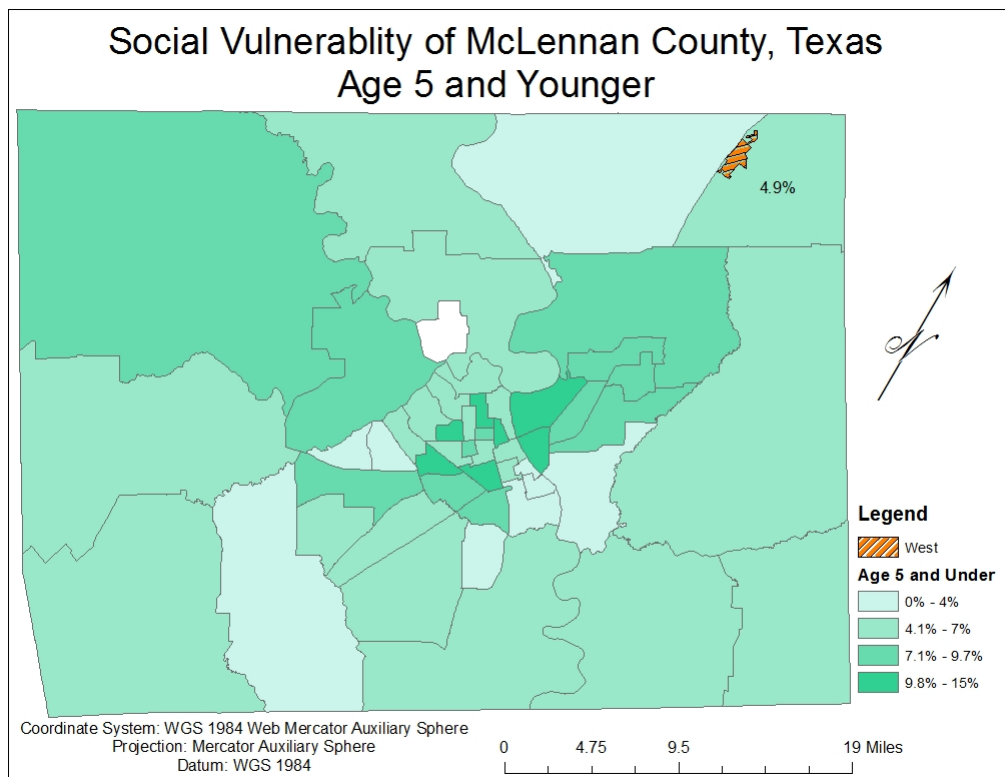 Social Vulnerablity of McLennan County, Texas
Age 5 and Younger
4.9%
N
Legend
West
Age 5 and Under
0% - 4%
4.1% - 7%
7.1% - 9.7%
9.8% - 15%
Coordinate System: WGS 1984 Web Mercator Auxiliary Sphere
Projection: Mercator Auxiliary Sphere
Datum: WGS 1984
0 4.75 9.5 19 Miles